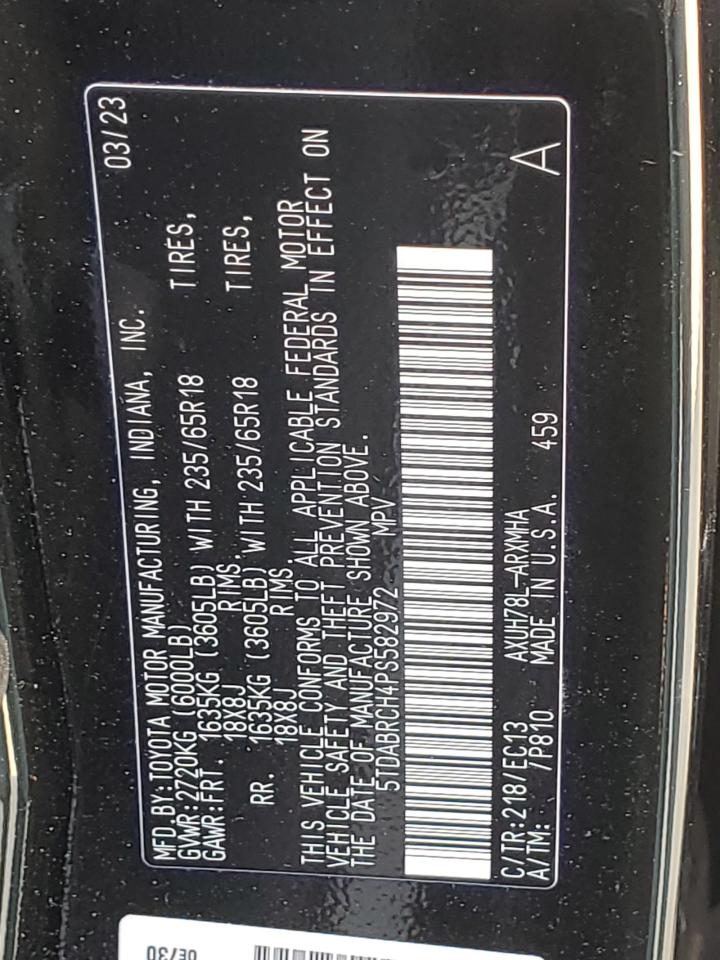 MFD.BY:TOYOTA MOTOR MANUFACTURING, INDIANA, INC. 03/23
GVWR:2720KG (6000LB)
GAWR:FRT. 1635KG (3605LB) WITH 235/65R18 TIRES,
18X8J RIMS.
RR. 1635KG (3605LB) WITH 235/65R18 TIRES,
18X8J RIMS.
THIS VEHICLE CONFORMS TO ALL APPLICABLE FEDERAL MOTOR
VEHICLE SAFETY AND THEFT PREVENTION STANDARDS IN EFFECT ON
THE DATE OF MANUFACTURE SHOWN ABOVE.
5TDABRCH4PS582972 MPV
C/TR:218/EC13 AXUH78L-ARXMHA
A/TM: /P810 MADE IN U.S.A. 459 A